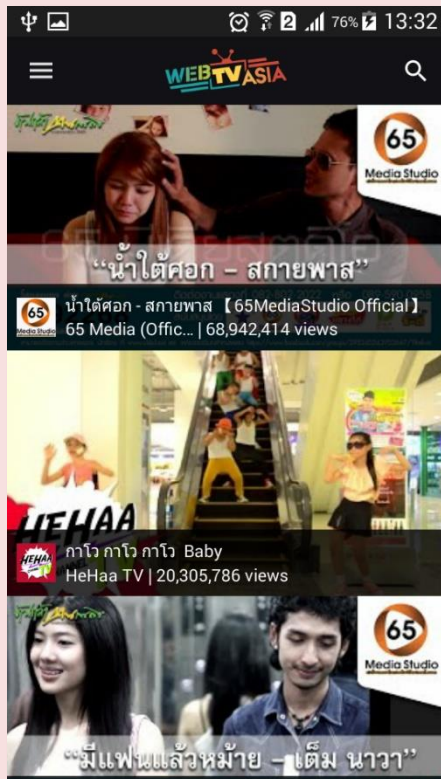 2 76% 13:32
WEBTVASIA
65
Media Studio
“น้ำใต้ศอก – สกายพาส”
น้ำใต้ศอก - สกายพาส 【65MediaStudio Official】
65 Media (Offic... | 68,942,414 views
HEHAA
กาโว กาโว กาโว Baby
HeHaa TV | 20,305,786 views
65
Media Studio
“มีแฟนแล้วหม้าย – เต็ม นาวา”